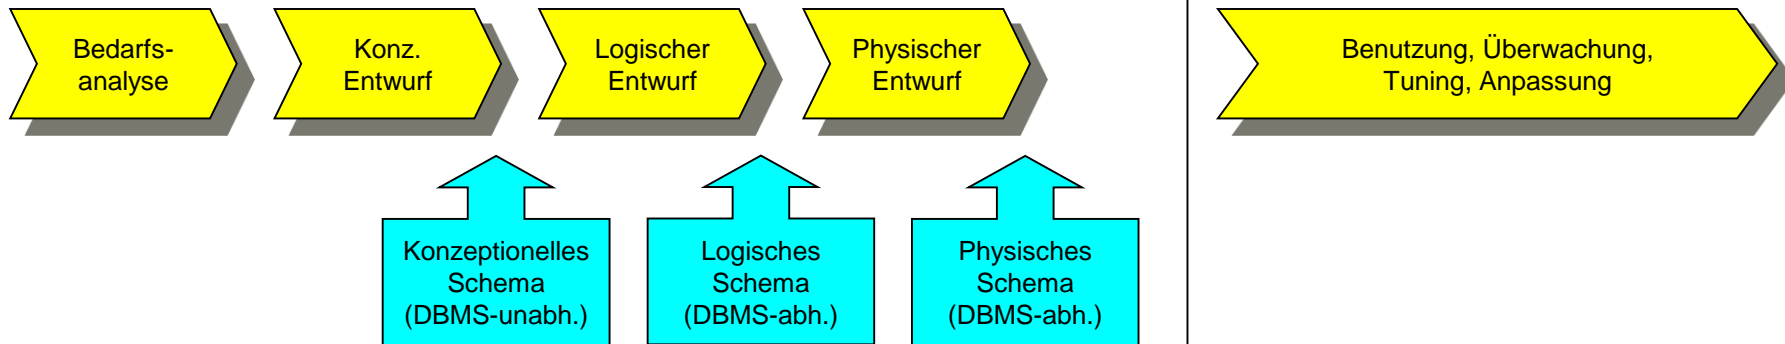 Bedarfs-
analyse
Konz.
Entwurf
Logischer
Entwurf
Physischer
Entwurf
Benutzung, Überwachung,
Tuning, Anpassung
Konzeptionelles
Schema
(DBMS-unabh.)
Logisches
Schema
(DBMS-abh.)
Physisches
Schema
(DBMS-abh.)